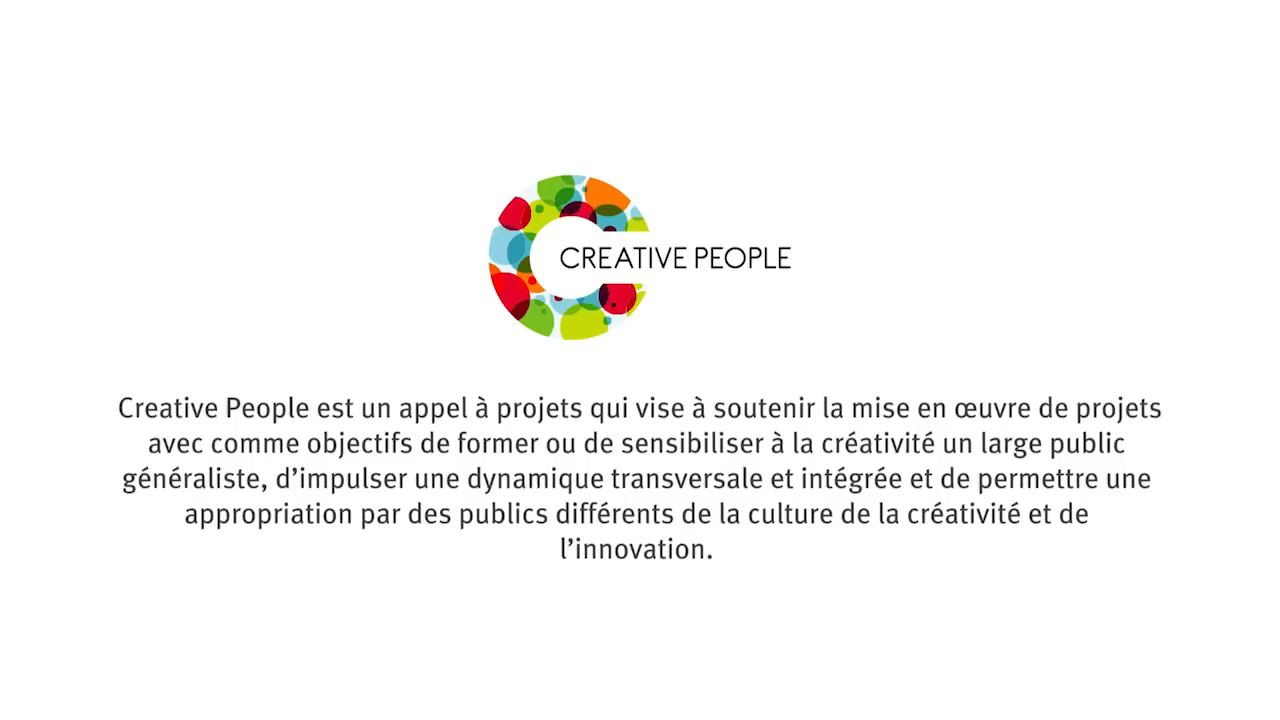 CREATIVE PEOPLE
Creative People est un appel à projets qui vise à soutenir la mise en œuvre de projets
avec comme objectifs de former ou de sensibiliser à la créativité un large public
généraliste, d’impulser une dynamique transversale et intégrée et de permettre une
appropriation par des publics différents de la culture de la créativité et de
l’innovation.